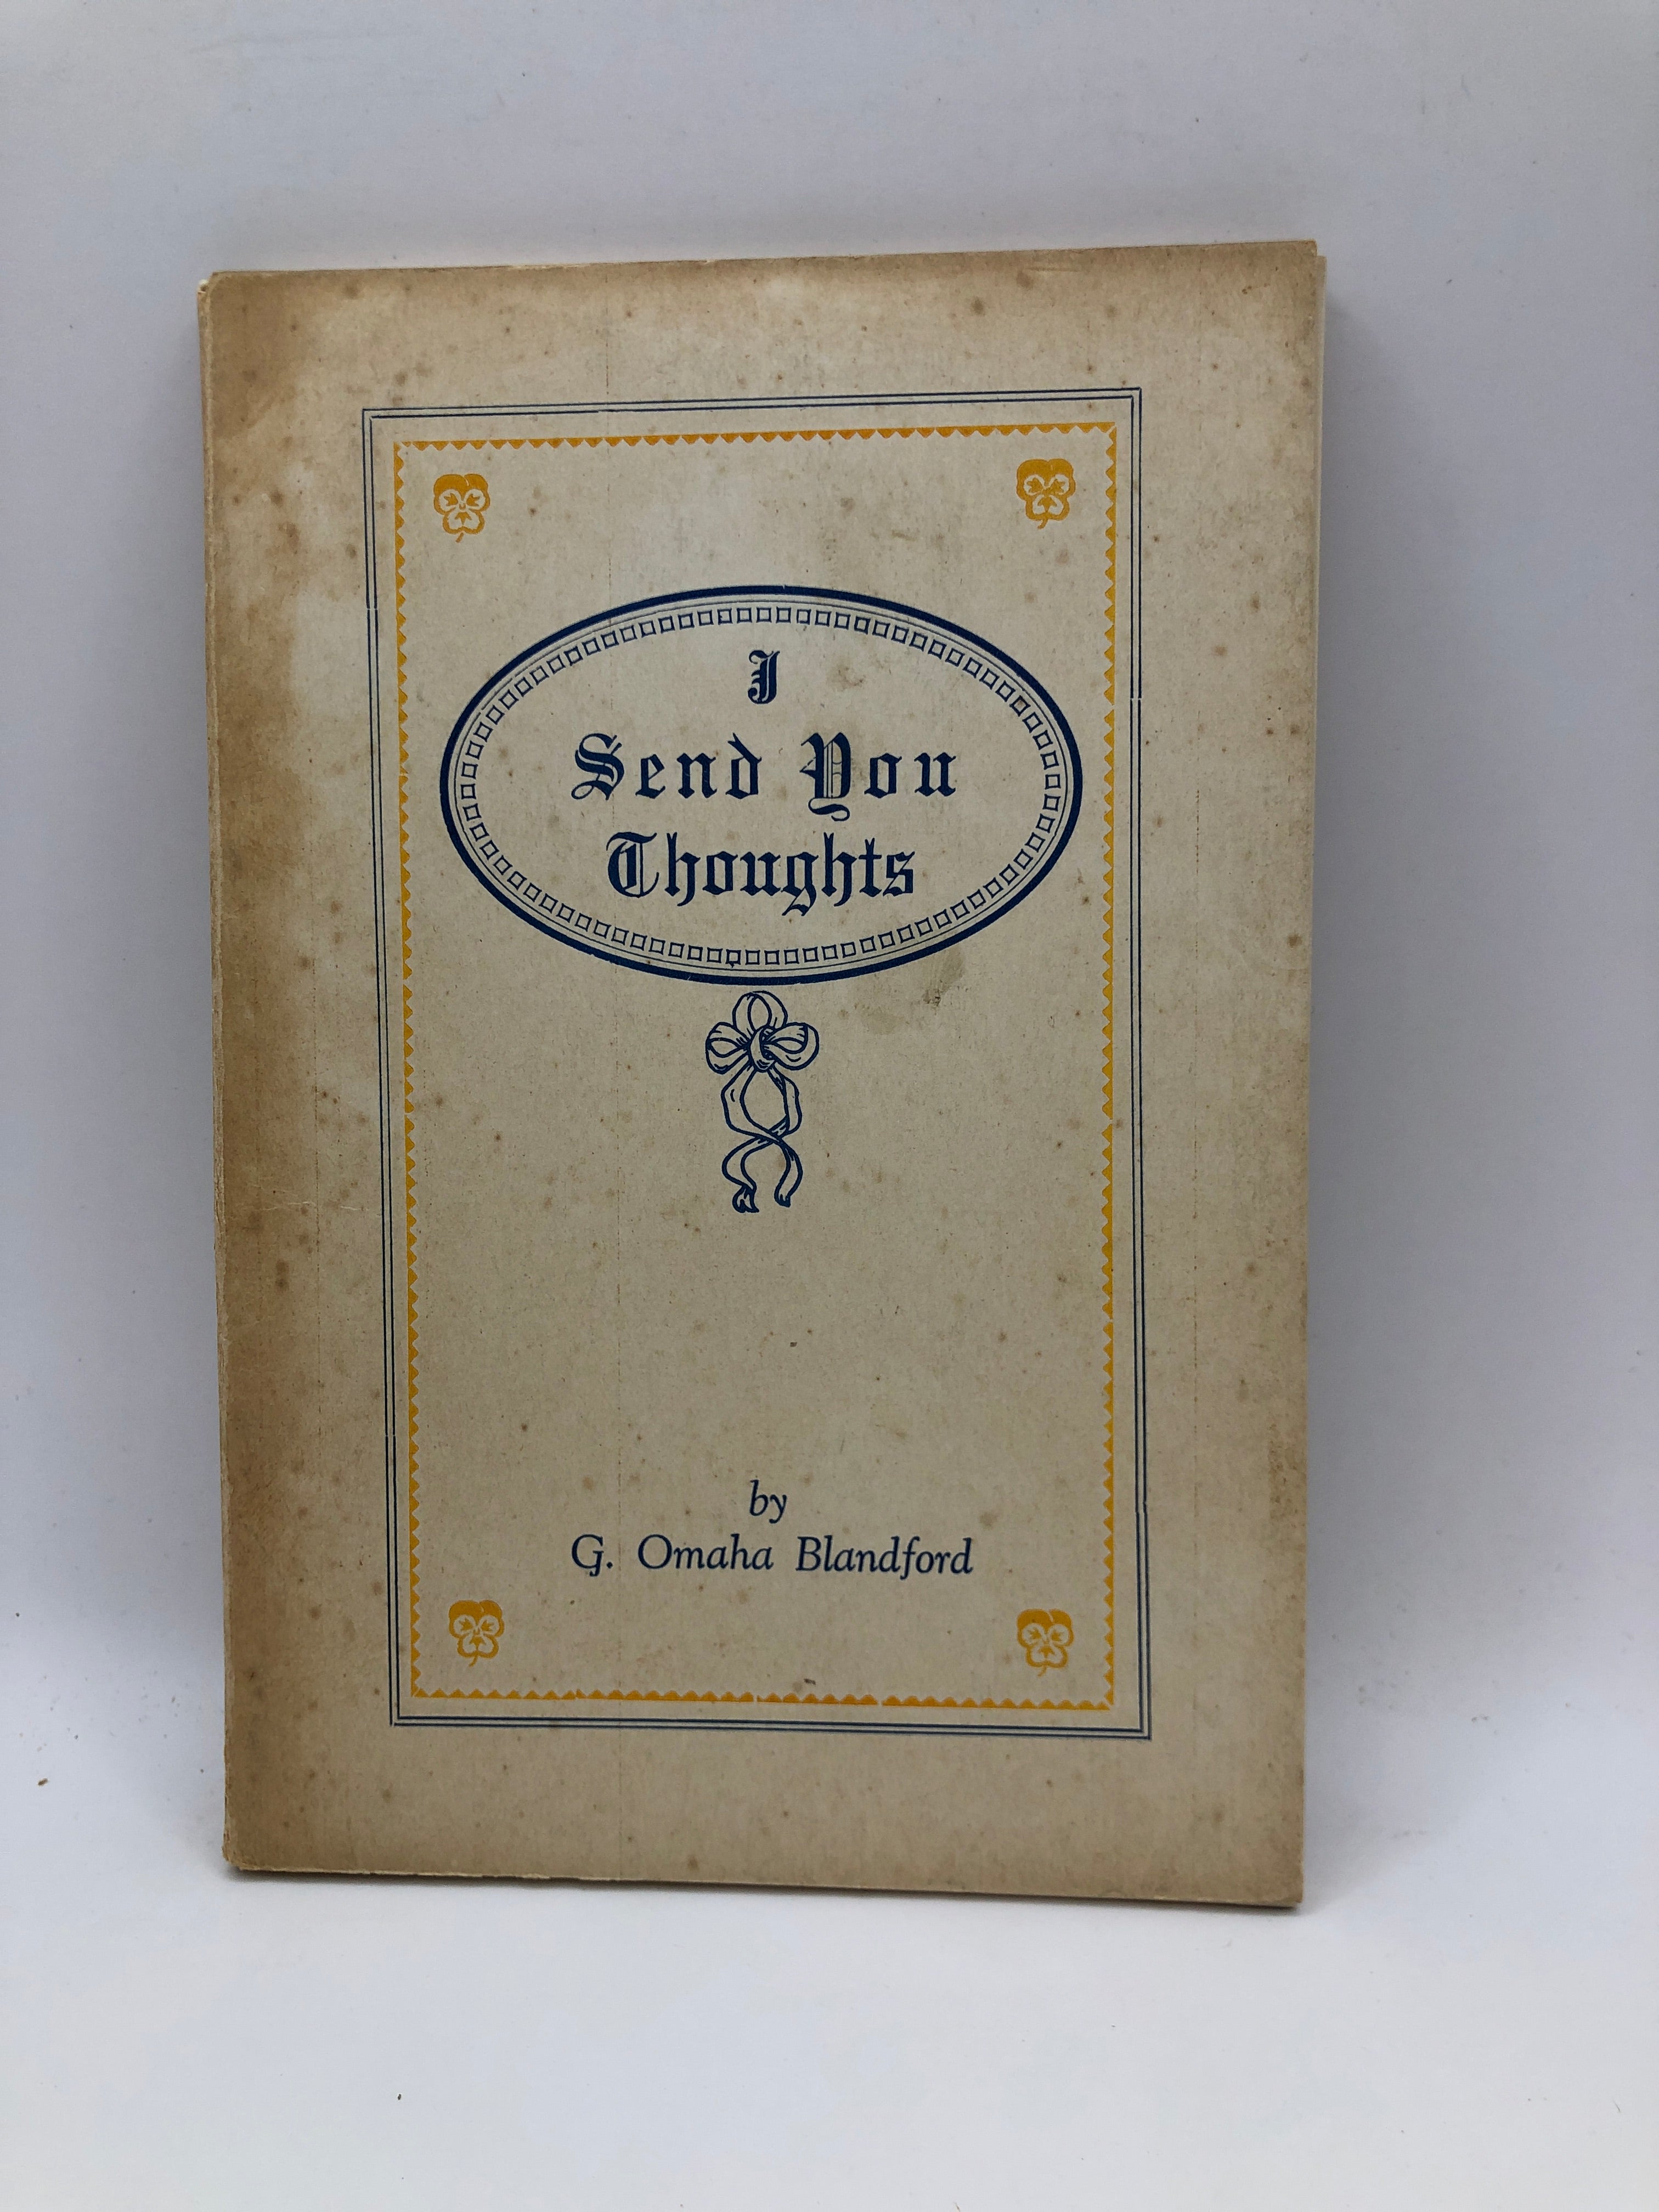 I
Send You
Thoughts
by
G. Omaha Blandford